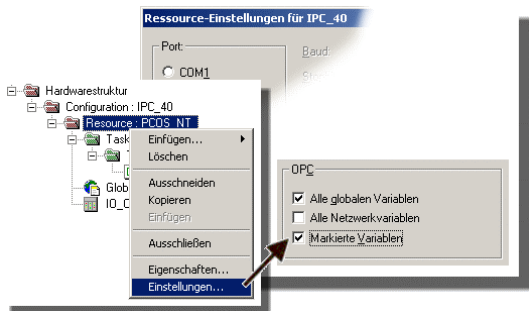 Ressource-Einstellungen für IPC_40
Port:
COM1
Baud:
Hardwarestruktur
Configuration : IPC_40
Resource : PCOS_NT
Task
Einfügen...
Löschen
Ausschneiden
Kopieren
Einfügen
Ausschließen
Eigenschaften...
Einstellungen...
Glob
IO_C
OPC
Alle globalen Variablen
Alle Netzwerkvariablen
Markierte Variablen